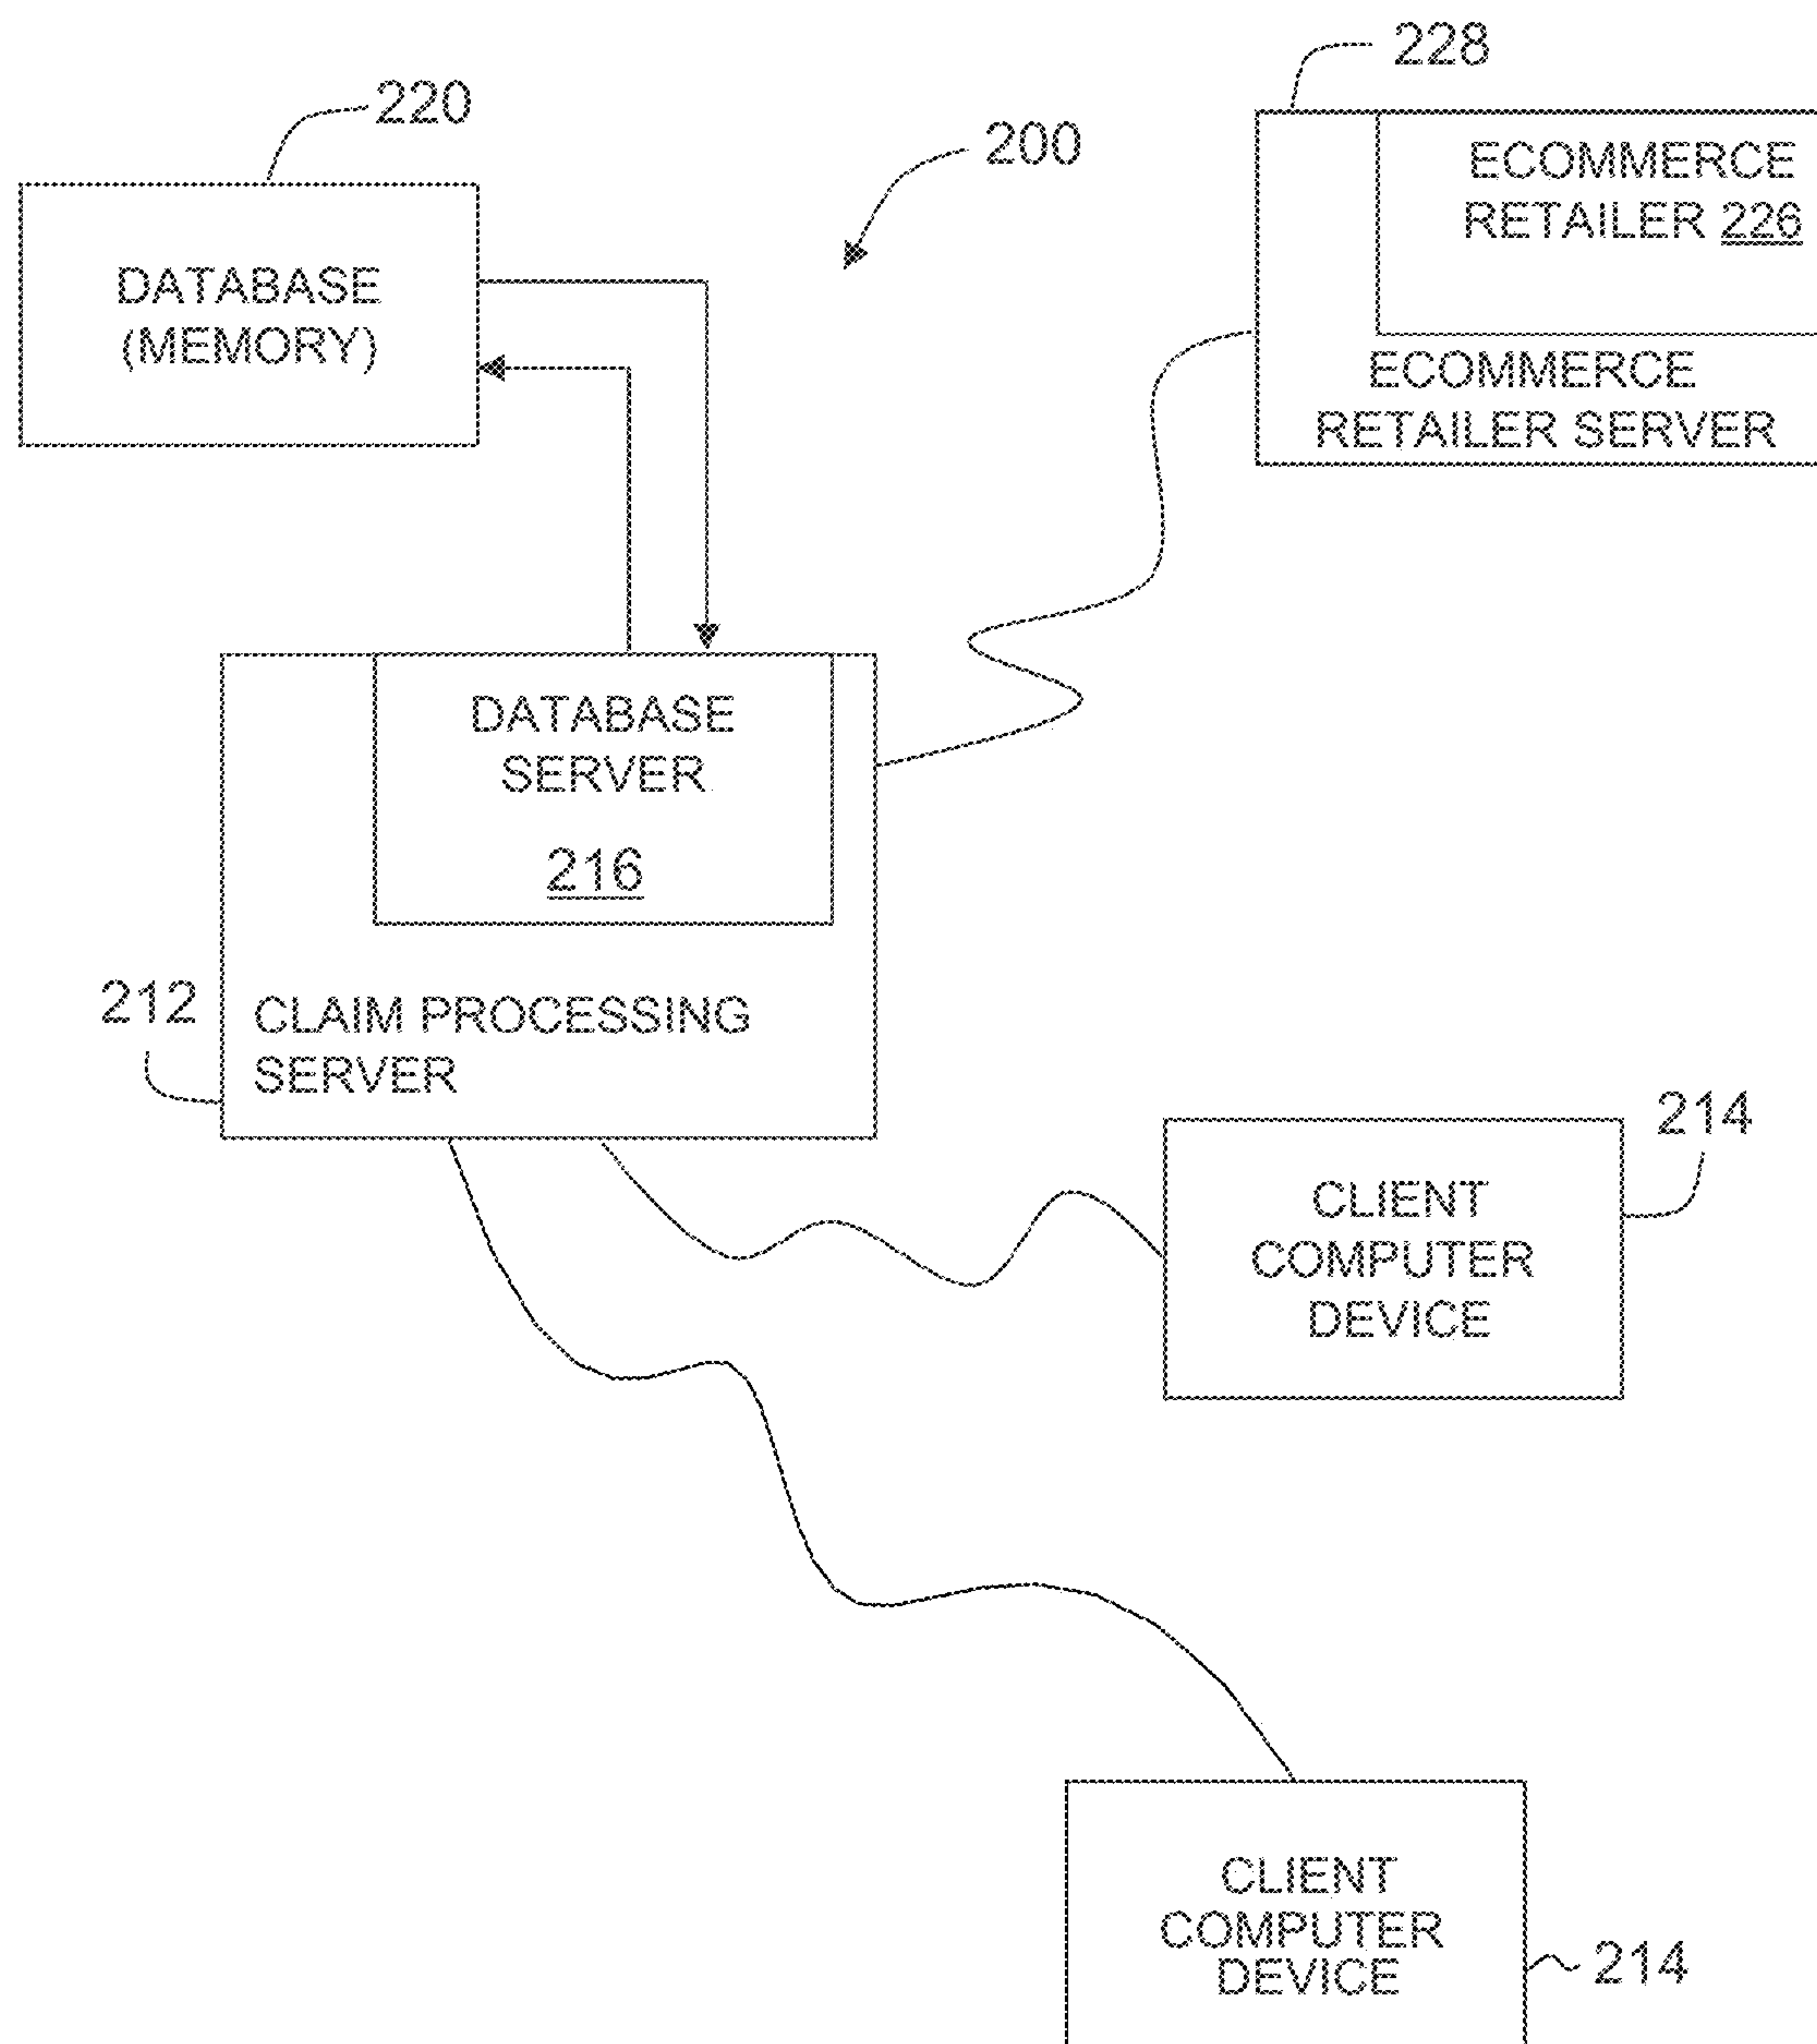 228
220
200
ECOMMERCE
RETAILER 226
DATABASE
(MEMORY)
ECOMMERCE
RETAILER SERVER
DATABASE
SERVER
216
212
CLAIM PROCESSING
SERVER
214
CLIENT
COMPUTER
DEVICE
CLIENT
COMPUTER
DEVICE
214